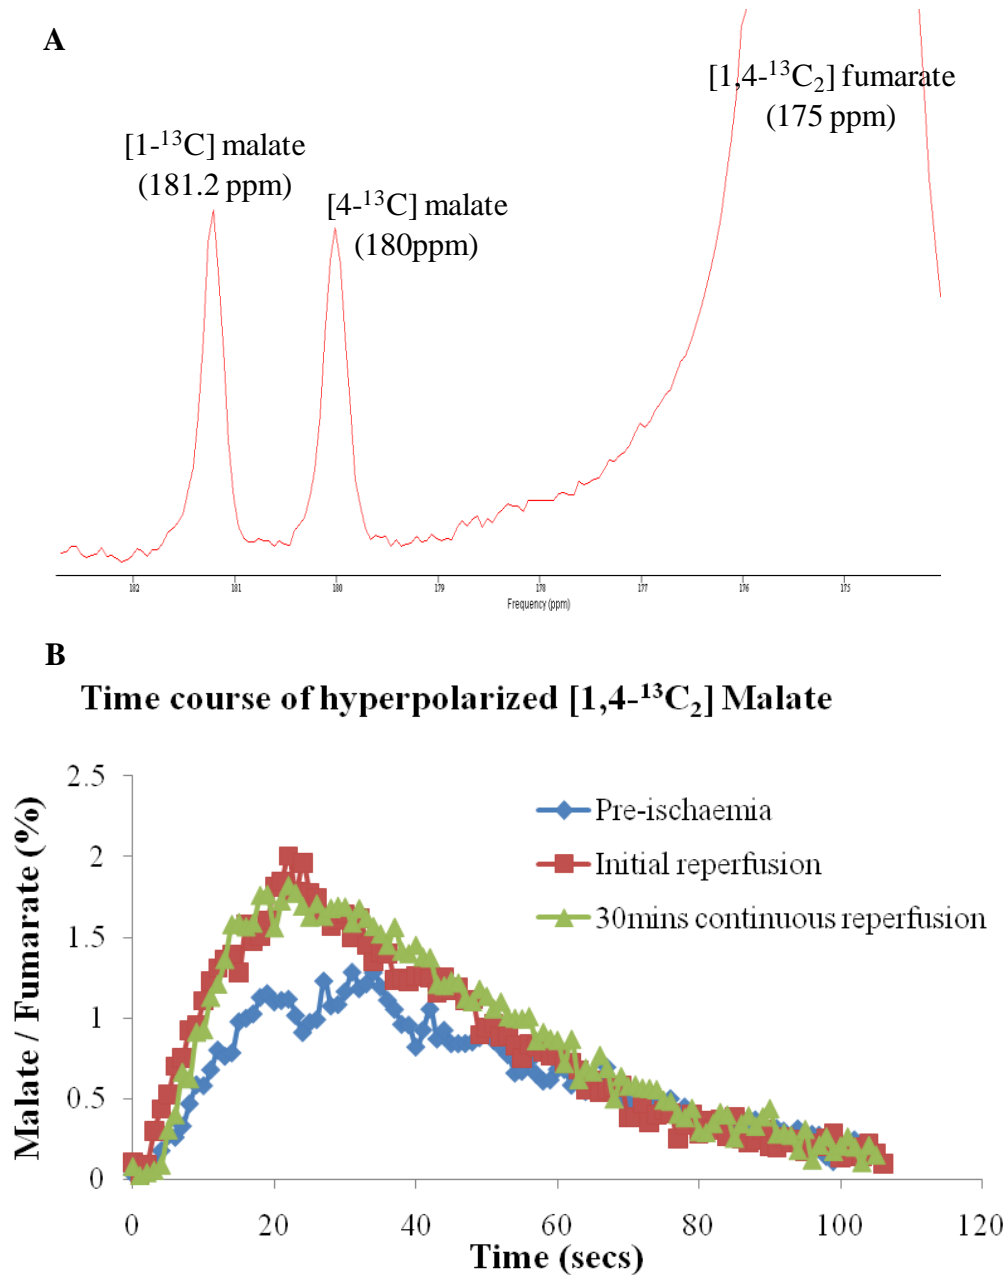 A
[1,4-¹³C₂] fumarate
(175 ppm)
[1-¹³C] malate
(181.2 ppm)
[4-¹³C] malate
(180ppm)
182 181 180 179 178 177 176 175
Frequency (ppm)
B
Time course of hyperpolarized [1,4-¹³C₂] Malate
Malate / Fumarate (%)
2.5
2
1.5
1
0.5
0
Pre-ischaemia
Initial reperfusion
30mins continuous reperfusion
0 20 40 60 80 100 120
Time (secs)